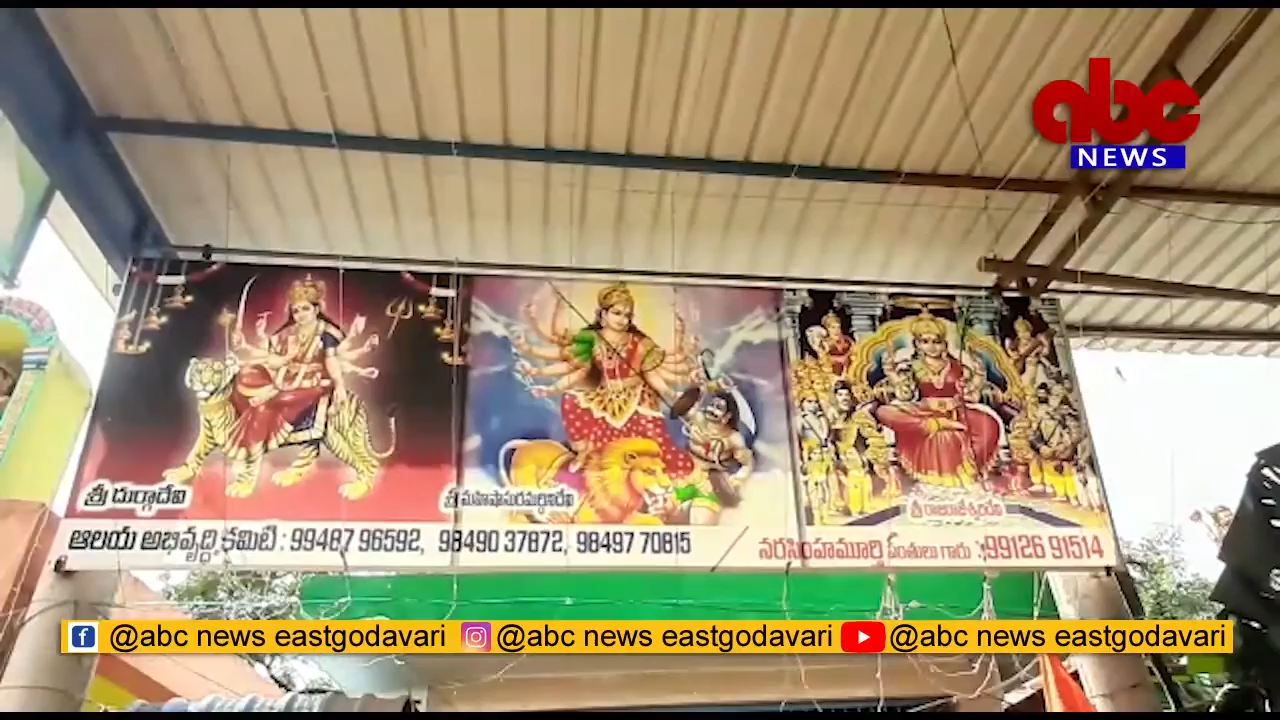 abc
NEWS
శ్రీ దుర్గాదేవి
శ్రీ మహిషాసురమర్ధినిదేవి
శ్రీ రాజరాజేశ్వరిదేవి
ఆలయ అభివృద్ది కమిటి : 99487 96592, 98490 37872, 98497 70815 / నరసింహమూర్తి పంతులు గారు : 99126 91514
@abc news eastgodavari @abc news eastgodavari @abc news eastgodavari